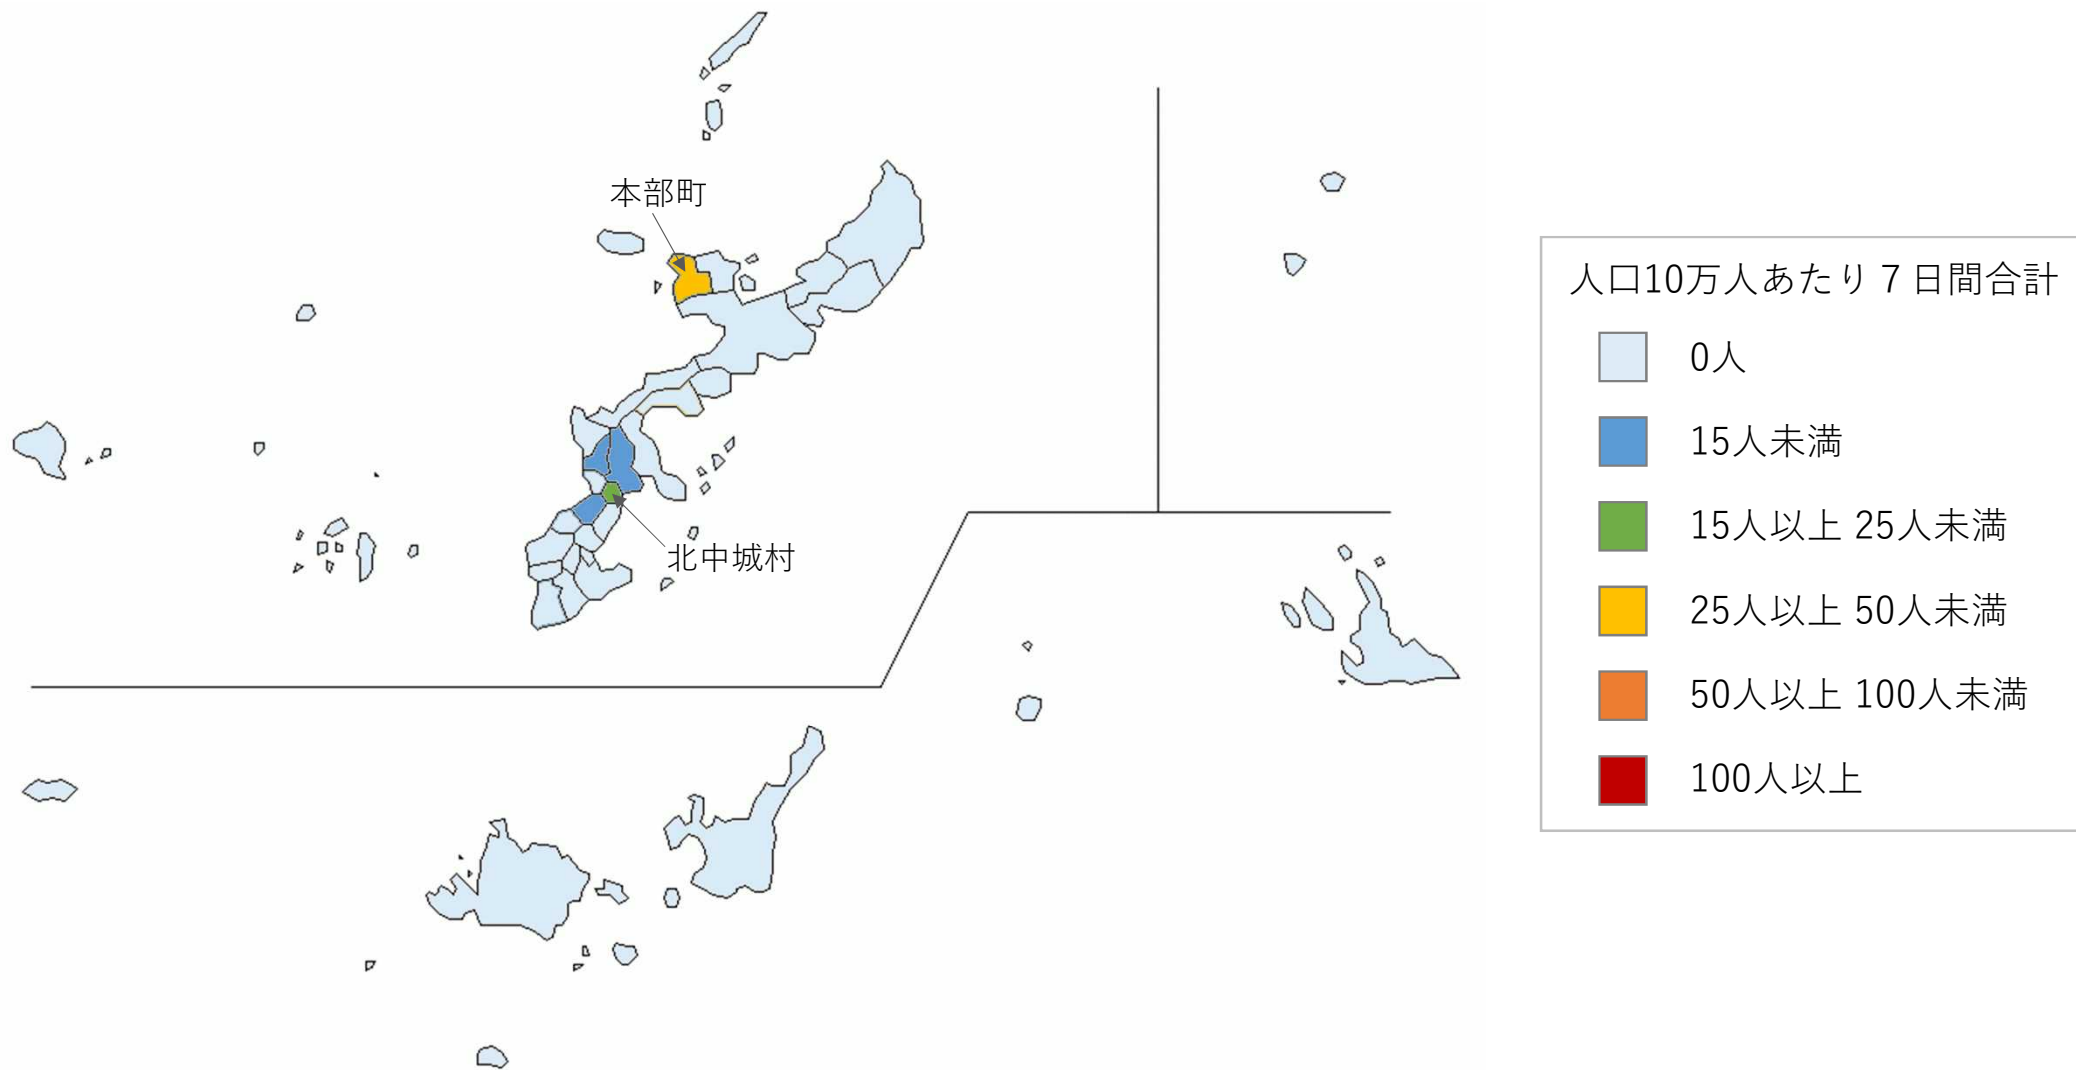 本部町
北中城村
人口10万人あたり７日間合計
0人
15人未満
15人以上 25人未満
25人以上 50人未満
50人以上 100人未満
100人以上